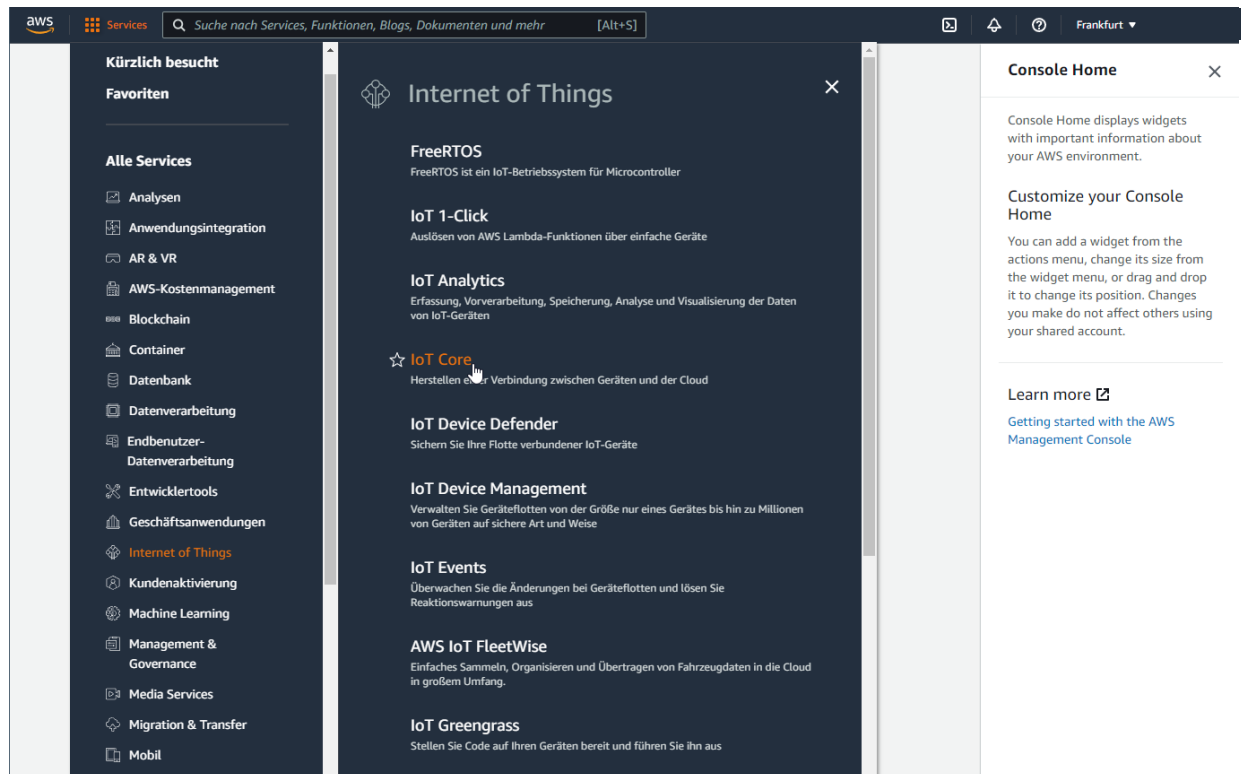 aws
Services
Suche nach Services, Funktionen, Blogs, Dokumenten und mehr [Alt+S]
Frankfurt ▼
Kürzlich besucht
Favoriten
Alle Services
Analysen
Anwendungsintegration
AR & VR
AWS-Kostenmanagement
Blockchain
Container
Datenbank
Datenverarbeitung
Endbenutzer-
Datenverarbeitung
Entwicklertools
Geschäftsanwendungen
Internet of Things
Kundenaktivierung
Machine Learning
Management &
Governance
Media Services
Migration & Transfer
Mobil
Internet of Things
FreeRTOS
FreeRTOS ist ein IoT-Betriebssystem für Microcontroller
IoT 1-Click
Auslösen von AWS Lambda-Funktionen über einfache Geräte
IoT Analytics
Erfassung, Vorverarbeitung, Speicherung, Analyse und Visualisierung der Daten
von IoT-Geräten
IoT Core
Herstellen einer Verbindung zwischen Geräten und der Cloud
IoT Device Defender
Sichern Sie Ihre Flotte verbundener IoT-Geräte
IoT Device Management
Verwalten Sie Geräteflotten von der Größe nur eines Gerätes bis hin zu Millionen
von Geräten auf sichere Art und Weise
IoT Events
Überwachen Sie die Änderungen bei Geräteflotten und lösen Sie
Reaktionswarnungen aus
AWS IoT FleetWise
Einfaches Sammeln, Organisieren und Übertragen von Fahrzeugdaten in die Cloud
in großem Umfang.
IoT Greengrass
Stellen Sie Code auf Ihren Geräten bereit und führen Sie ihn aus
Console Home
Console Home displays widgets
with important information about
your AWS environment.
Customize your Console
Home
You can add a widget from the
actions menu, change its size from
the widget menu, or drag and drop
it to change its position. Changes
you make do not affect others using
your shared account.
Learn more
Getting started with the AWS
Management Console